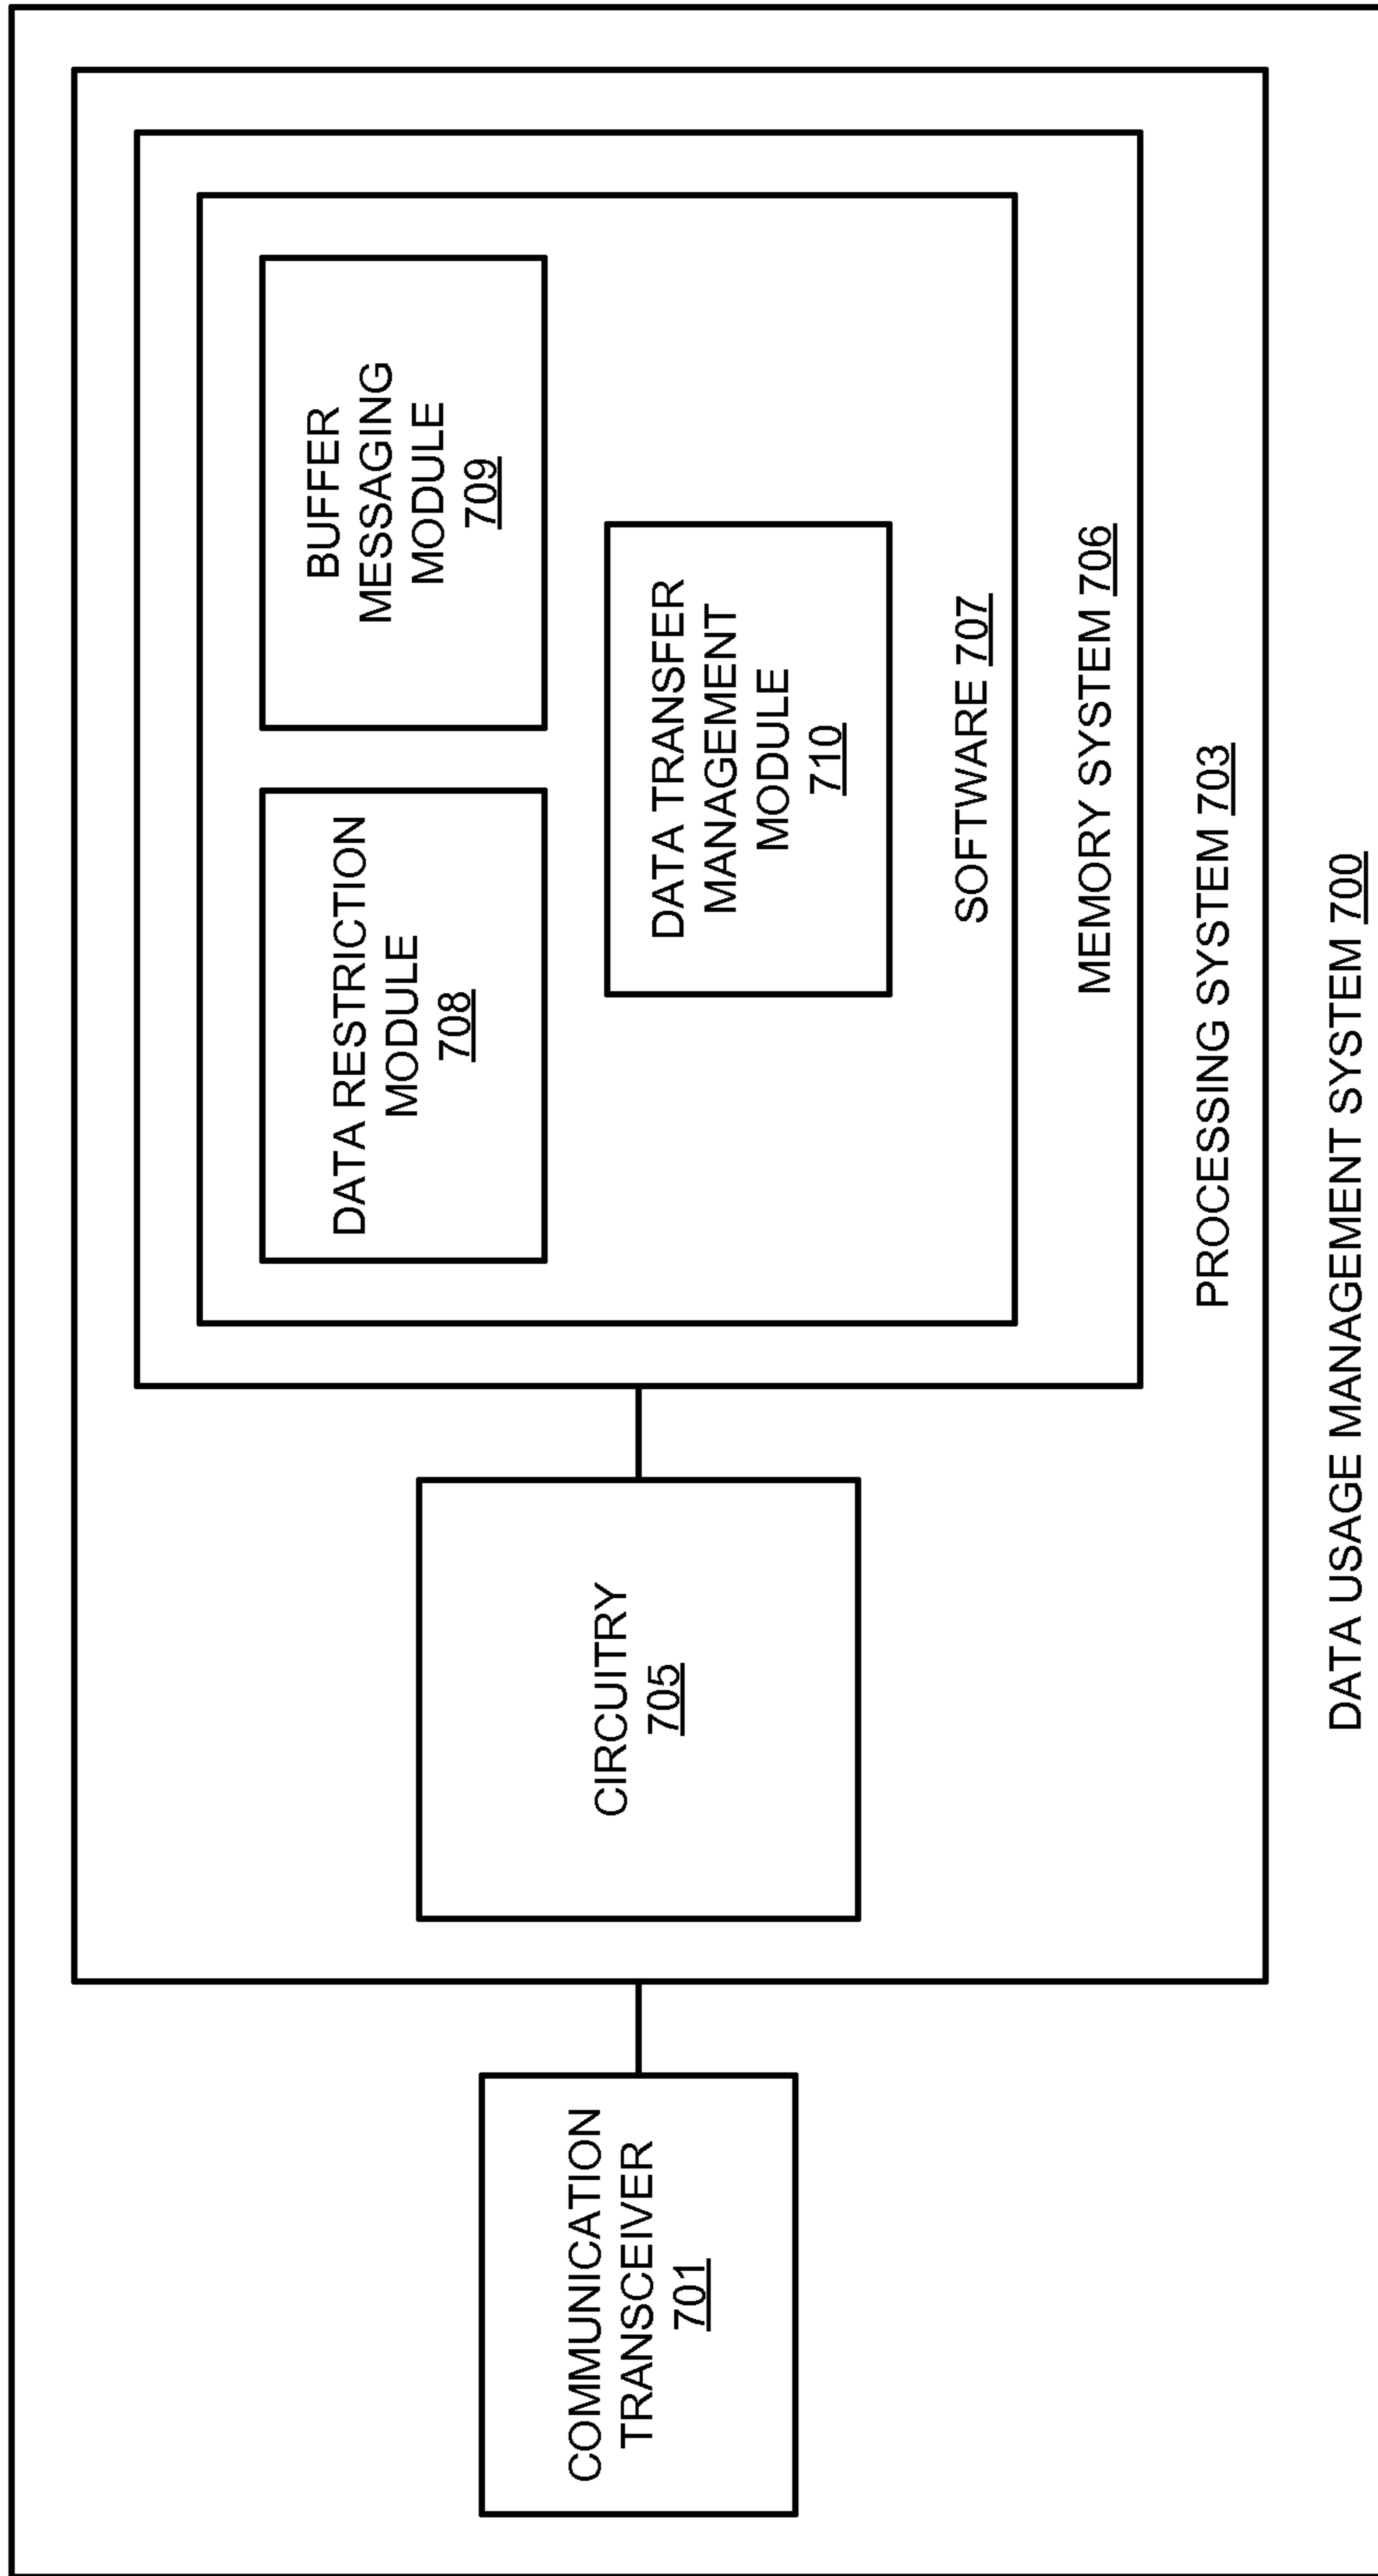 COMMUNICATION
TRANSCEIVER
701
CIRCUITRY
705
DATA RESTRICTION
MODULE
708
BUFFER
MESSAGING
MODULE
709
DATA TRANSFER
MANAGEMENT
MODULE
710
SOFTWARE 707
MEMORY SYSTEM 706
PROCESSING SYSTEM 703
DATA USAGE MANAGEMENT SYSTEM 700